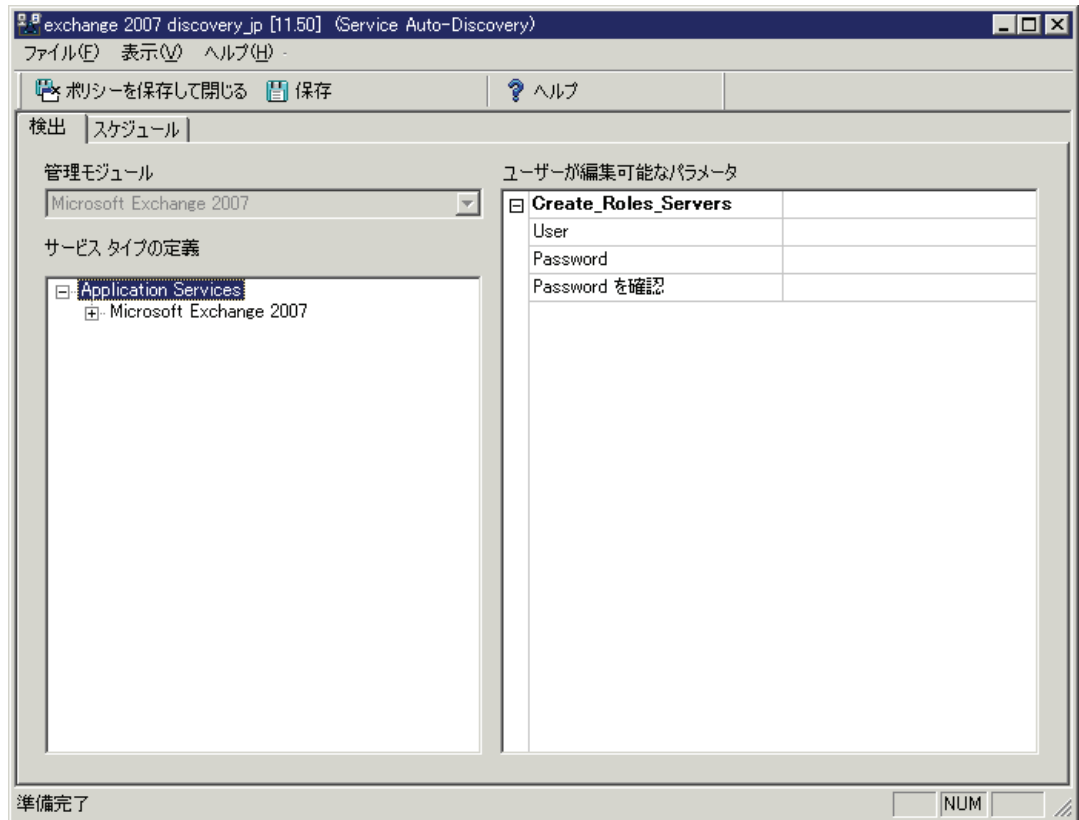 exchange 2007 discovery_jp [11.50] (Service Auto-Discovery)
ファイル(F) 表示(V) ヘルプ(H)
ポリシーを保存して閉じる 保存 ヘルプ
検出 スケジュール
管理モジュール
Microsoft Exchange 2007
サービス タイプの定義
Application Services
Microsoft Exchange 2007
ユーザーが編集可能なパラメータ
Create_Roles_Servers
User
Password
Password を確認
準備完了
NUM